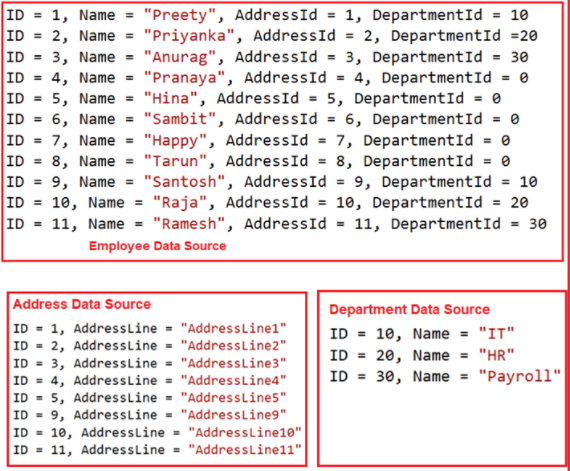 ID = 1, Name = "Preety", AddressId = 1, DepartmentId = 10
ID = 2, Name = "Priyanka", AddressId = 2, DepartmentId =20
ID = 3, Name = "Anurag", AddressId = 3, DepartmentId = 30
ID = 4, Name = "Pranaya", AddressId = 4, DepartmentId = 0
ID = 5, Name = "Hina", AddressId = 5, DepartmentId = 0
ID = 6, Name = "Sambit", AddressId = 6, DepartmentId = 0
ID = 7, Name = "Happy", AddressId = 7, DepartmentId = 0
ID = 8, Name = "Tarun", AddressId = 8, DepartmentId = 0
ID = 9, Name = "Santosh", AddressId = 9, DepartmentId = 10
ID = 10, Name = "Raja", AddressId = 10, DepartmentId = 20
ID = 11, Name = "Ramesh", AddressId = 11, DepartmentId = 30
Employee Data Source
Address Data Source
ID = 1, AddressLine = "AddressLine1"
ID = 2, AddressLine = "AddressLine2"
ID = 3, AddressLine = "AddressLine3"
ID = 4, AddressLine = "AddressLine4"
ID = 5, AddressLine = "AddressLine5"
ID = 9, AddressLine = "AddressLine9"
ID = 10, AddressLine = "AddressLine10"
ID = 11, AddressLine = "AddressLine11"
Department Data Source
ID = 10, Name = "IT"
ID = 20, Name = "HR"
ID = 30, Name = "Payroll"